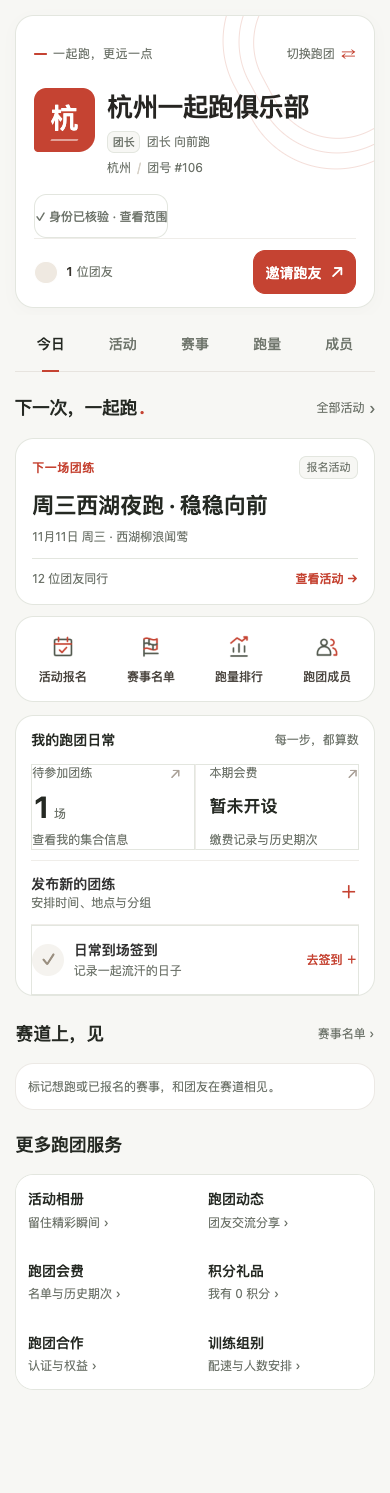 一起跑，更远一点
切换跑团 ⇄
杭
杭州一起跑俱乐部
团长 团长 向前跑
杭州 / 团号 #106
✓ 身份已核验 · 查看范围
1 位团友
邀请跑友 ↗
今日 活动 赛事 跑量 成员
下一次，一起跑.
全部活动 ›
下一场团练
报名活动
周三西湖夜跑 · 稳稳向前
11月11日 周三 · 西湖柳浪闻莺
12 位团友同行
查看活动 →
活动报名 赛事名单 跑量排行 跑团成员
我的跑团日常
每一步，都算数
待参加团练 ↗
1 场
查看我的集合信息
本期会费 ↗
暂未开设
缴费记录与历史期次
发布新的团练
安排时间、地点与分组
日常到场签到
记录一起流汗的日子
去签到 +
赛道上，见
赛事名单 ›
标记想跑或已报名的赛事，和团友在赛道相见。
更多跑团服务
活动相册
留住精彩瞬间 ›
跑团动态
团友交流分享 ›
跑团会费
名单与历史期次 ›
积分礼品
我有 0 积分 ›
跑团合作
认证与权益 ›
训练组别
配速与人数安排 ›